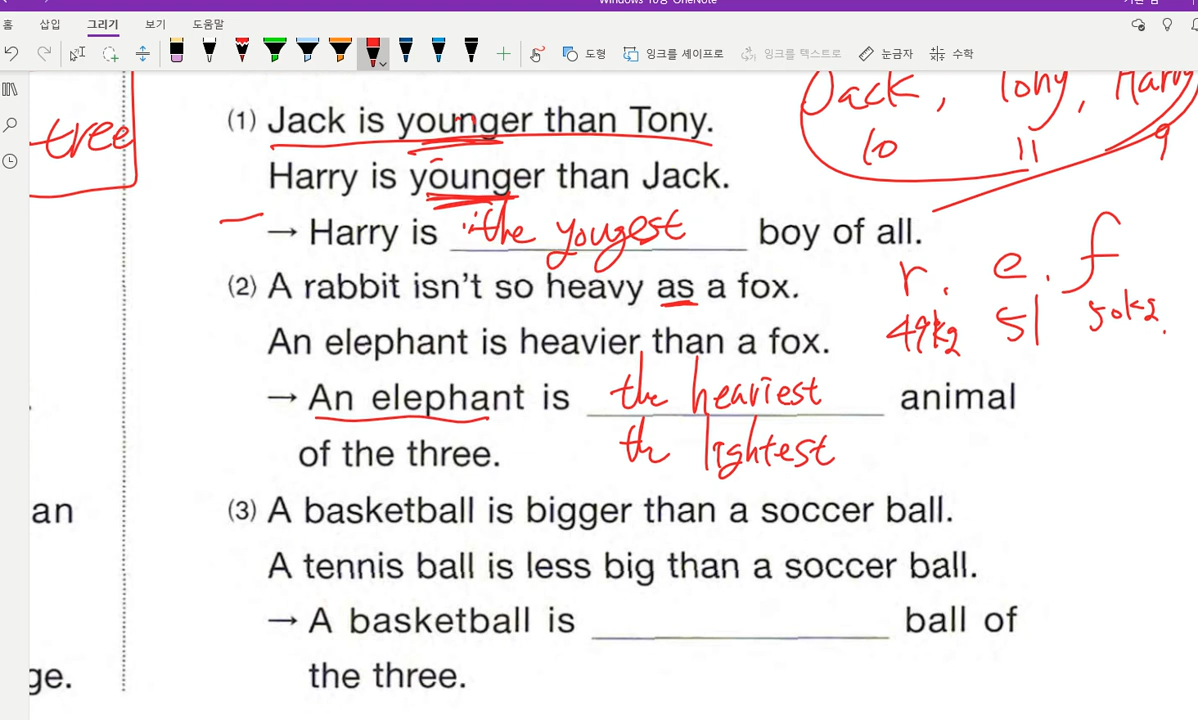 Windows 10용 OneNote
홈 삽입 그리기 보기 도움말
도형 잉크를 셰이프로 잉크를 텍스트로 눈금자 수학
Jack, Tony, Harry
10 11 9
tree
(1) Jack is younger than Tony.
Harry is younger than Jack.
→ Harry is the yougest boy of all.
(2) A rabbit isn't so heavy as a fox.
r. e. f
An elephant is heavier than a fox.
49kg 51 50kg.
→ An elephant is the heaviest animal
of the three.
the lightest
(3) A basketball is bigger than a soccer ball.
an
A tennis ball is less big than a soccer ball.
→ A basketball is ball of
the three.
ge.